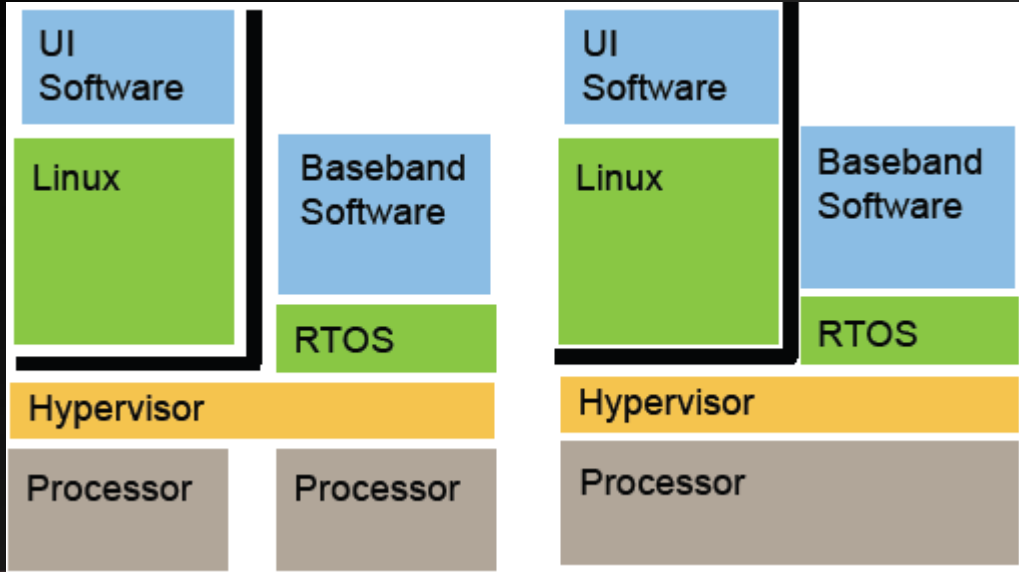 UI
Software
Linux
Baseband
Software
RTOS
Hypervisor
Processor
Processor
UI
Software
Linux
Baseband
Software
RTOS
Hypervisor
Processor